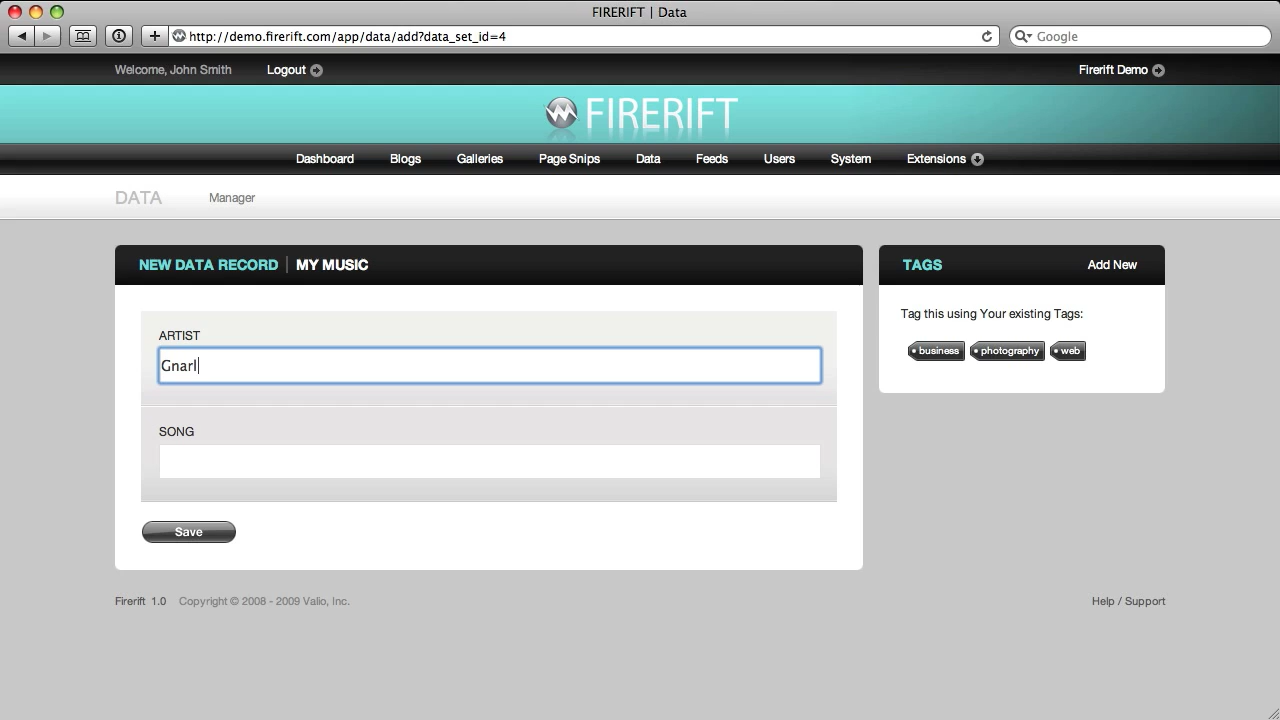 FIRERIFT | Data
http://demo.firerift.com/app/data/add?data_set_id=4
Google
Welcome, John Smith Logout Firerift Demo
FIRERIFT
Dashboard Blogs Galleries Page Snips Data Feeds Users System Extensions
DATA Manager
NEW DATA RECORD | MY MUSIC
ARTIST
Gnarl
SONG
Save
TAGS Add New
Tag this using Your existing Tags:
business photography web
Firerift 1.0 Copyright © 2008 - 2009 Valio, Inc. Help / Support